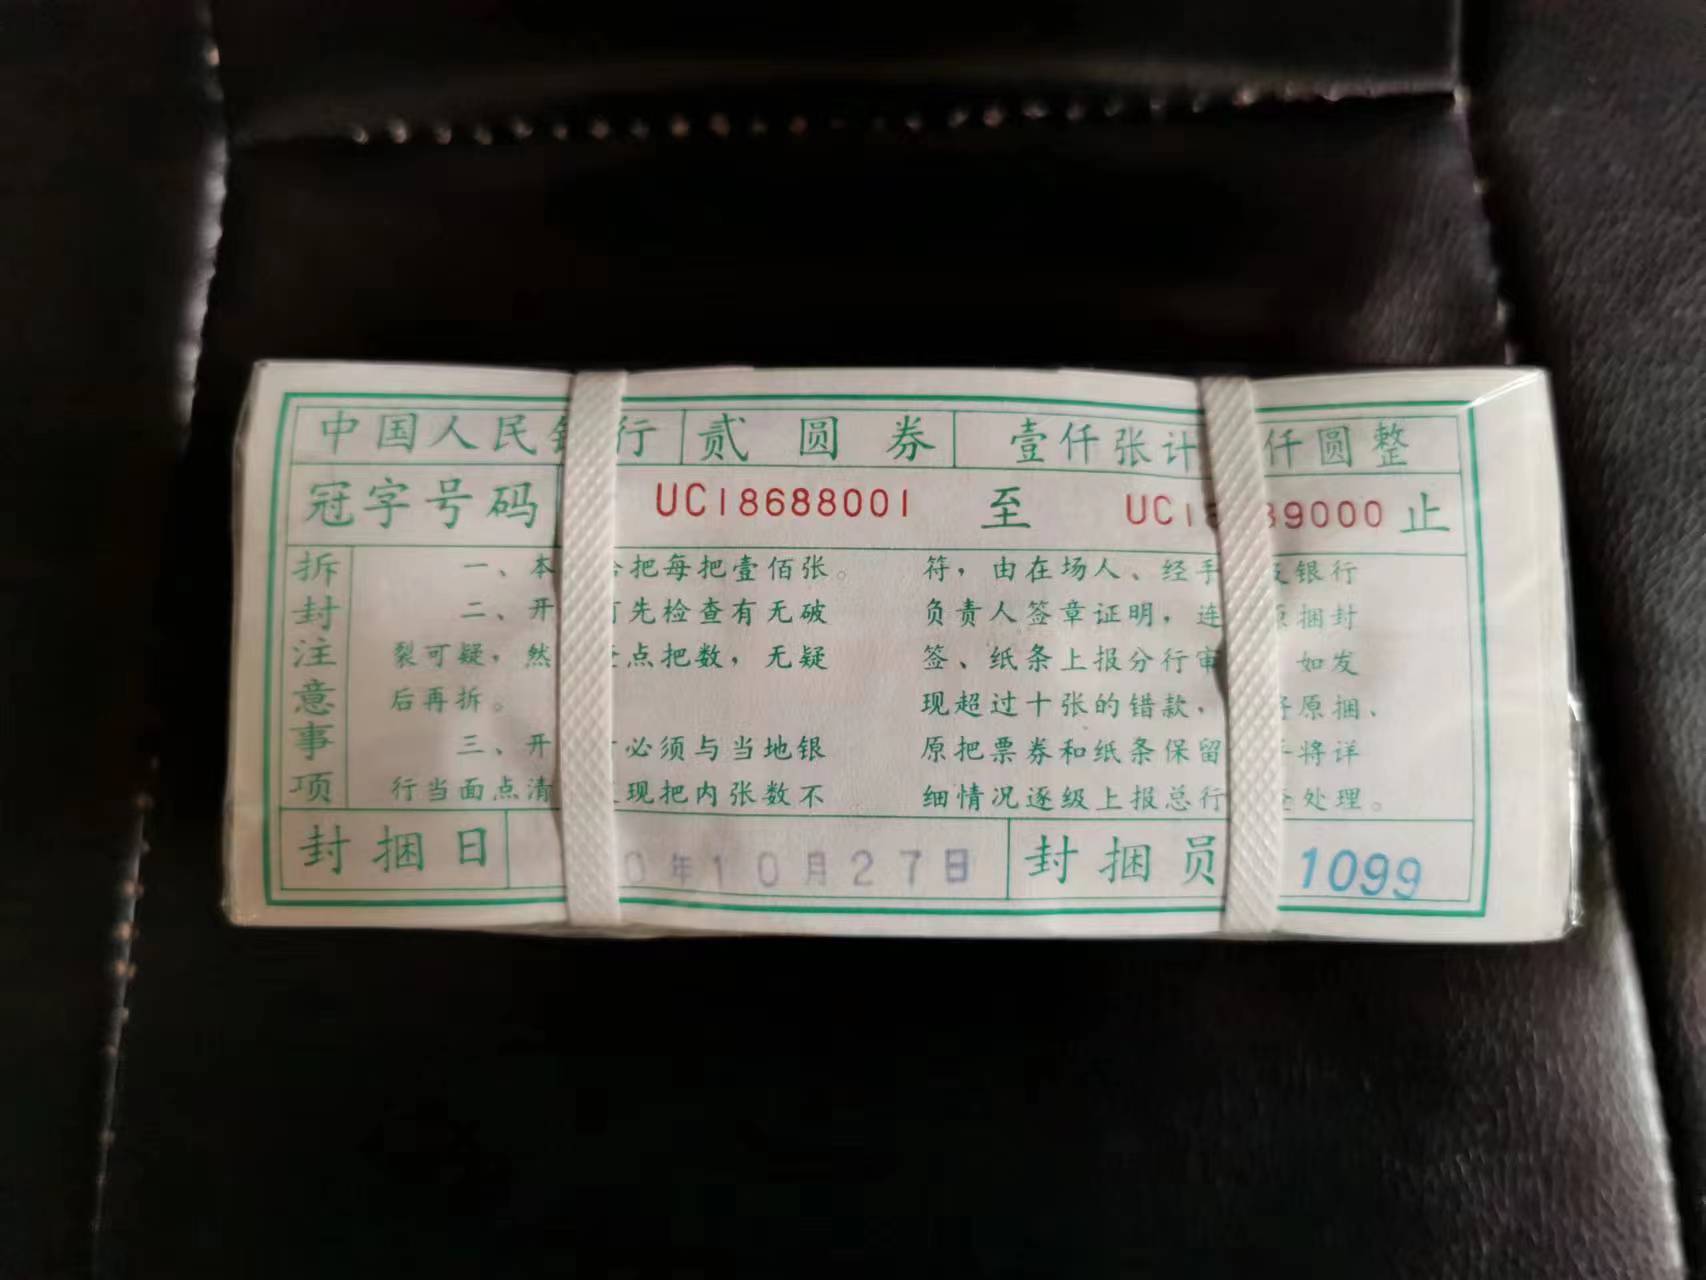 中国人民银行 贰圆券 壹仟张计 仟圆整
冠字号码 UC18688001 至 UC18 89000 止
拆封注意事项
一、本 把每把壹佰张。
二、开 先检查有无破
裂可疑，然 点把数，无疑
后再拆。
三、开 必须与当地银
行当面点清 现把内张数不
符，由在场人、经手 银行
负责人签章证明，连 原捆封
签、纸条上报分行审 如发
现超过十张的错款， 将原捆、
原把票券和纸条保留 将详
细情况逐级上报总行 处理。
封捆日 0年10月27日 封捆员 1099